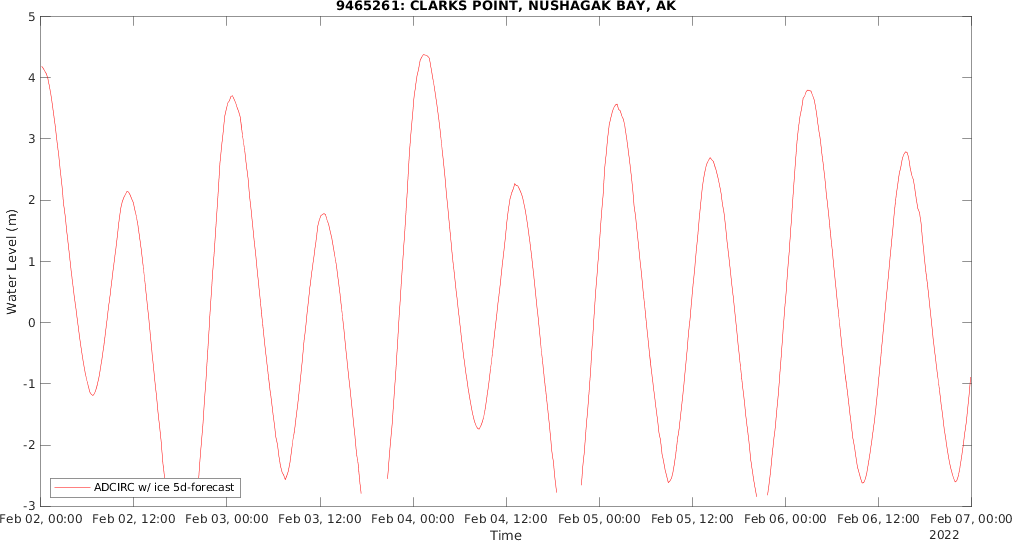 9465261: CLARKS POINT, NUSHAGAK BAY, AK
5
4
3
2
1
0
-1
-2
-3
Water Level (m)
ADCIRC w/ ice 5d-forecast
Feb 02, 00:00 Feb 02, 12:00 Feb 03, 00:00 Feb 03, 12:00 Feb 04, 00:00 Feb 04, 12:00 Feb 05, 00:00 Feb 05, 12:00 Feb 06, 00:00 Feb 06, 12:00 Feb 07, 00:00
Time
2022